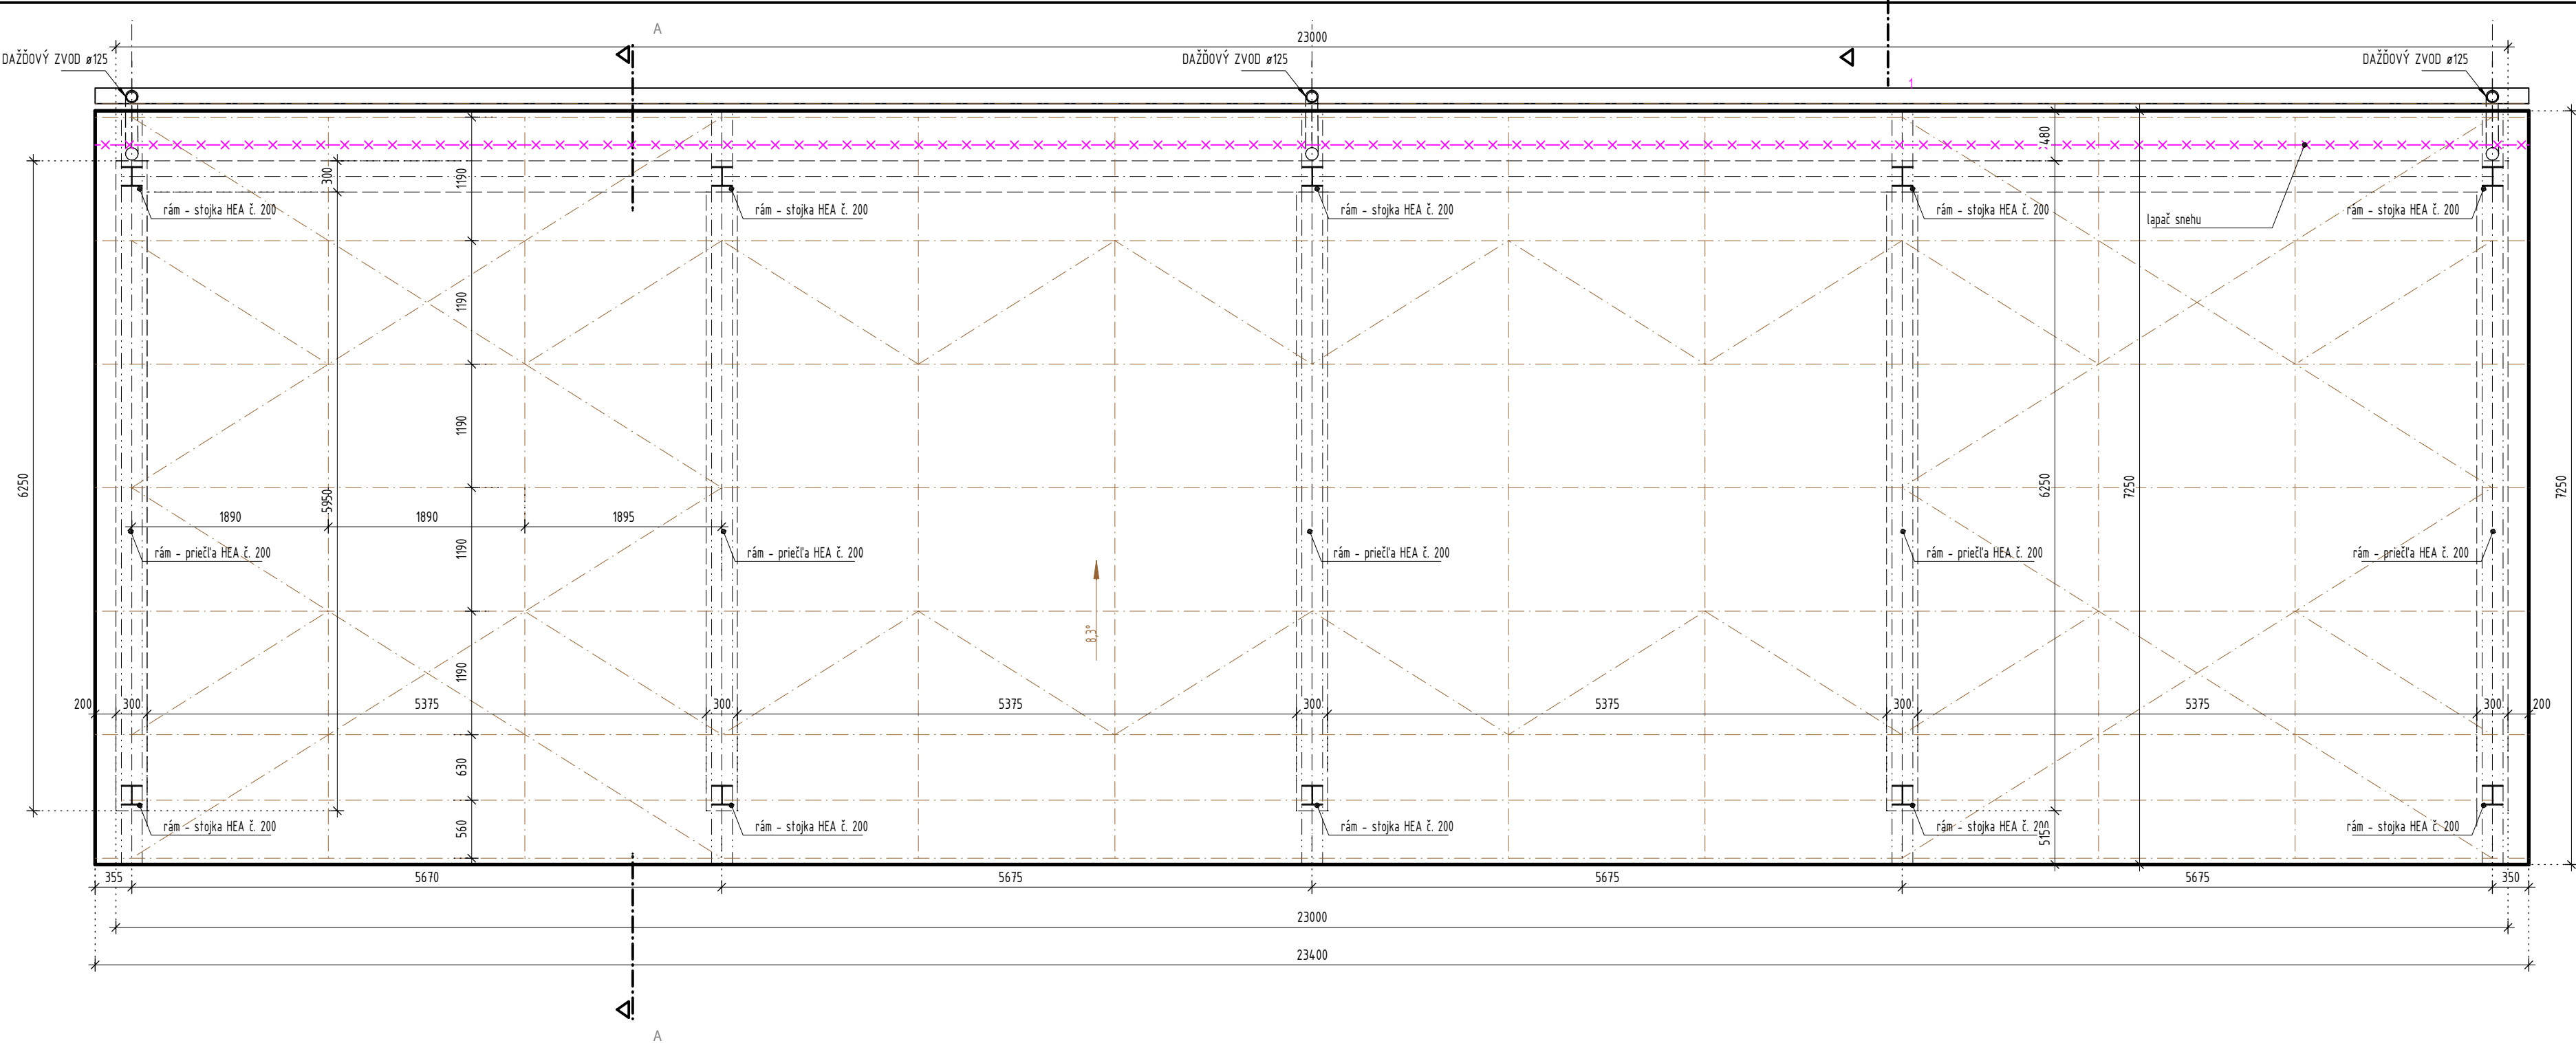 A
23000
DAŽĎOVÝ ZVOD ø125
DAŽĎOVÝ ZVOD ø125
DAŽĎOVÝ ZVOD ø125
1
480
300
1190
rám - stojka HEA č. 200
rám - stojka HEA č. 200
rám - stojka HEA č. 200
rám - stojka HEA č. 200
rám - stojka HEA č. 200
lapač snehu
1190
1190
6250
5950
6250
7250
7250
1890
1890
1895
1190
rám - priečľa HEA č. 200
rám - priečľa HEA č. 200
rám - priečľa HEA č. 200
rám - priečľa HEA č. 200
rám - priečľa HEA č. 200
8,3°
1190
200
300
5375
300
5375
300
5375
300
5375
300
200
630
560
rám - stojka HEA č. 200
rám - stojka HEA č. 200
rám - stojka HEA č. 200
rám - stojka HEA č. 200
rám - stojka HEA č. 200
515
355
5670
5675
5675
5675
350
23000
23400
A